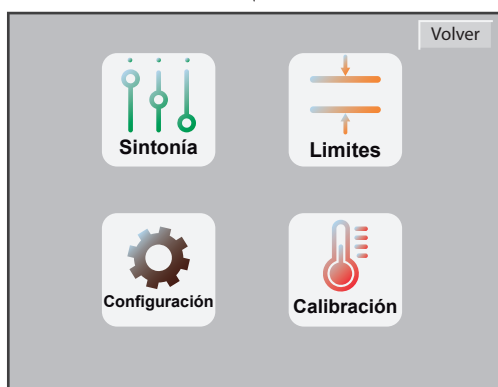 Volver
Sintonía
Limites
Configuración
Calibración